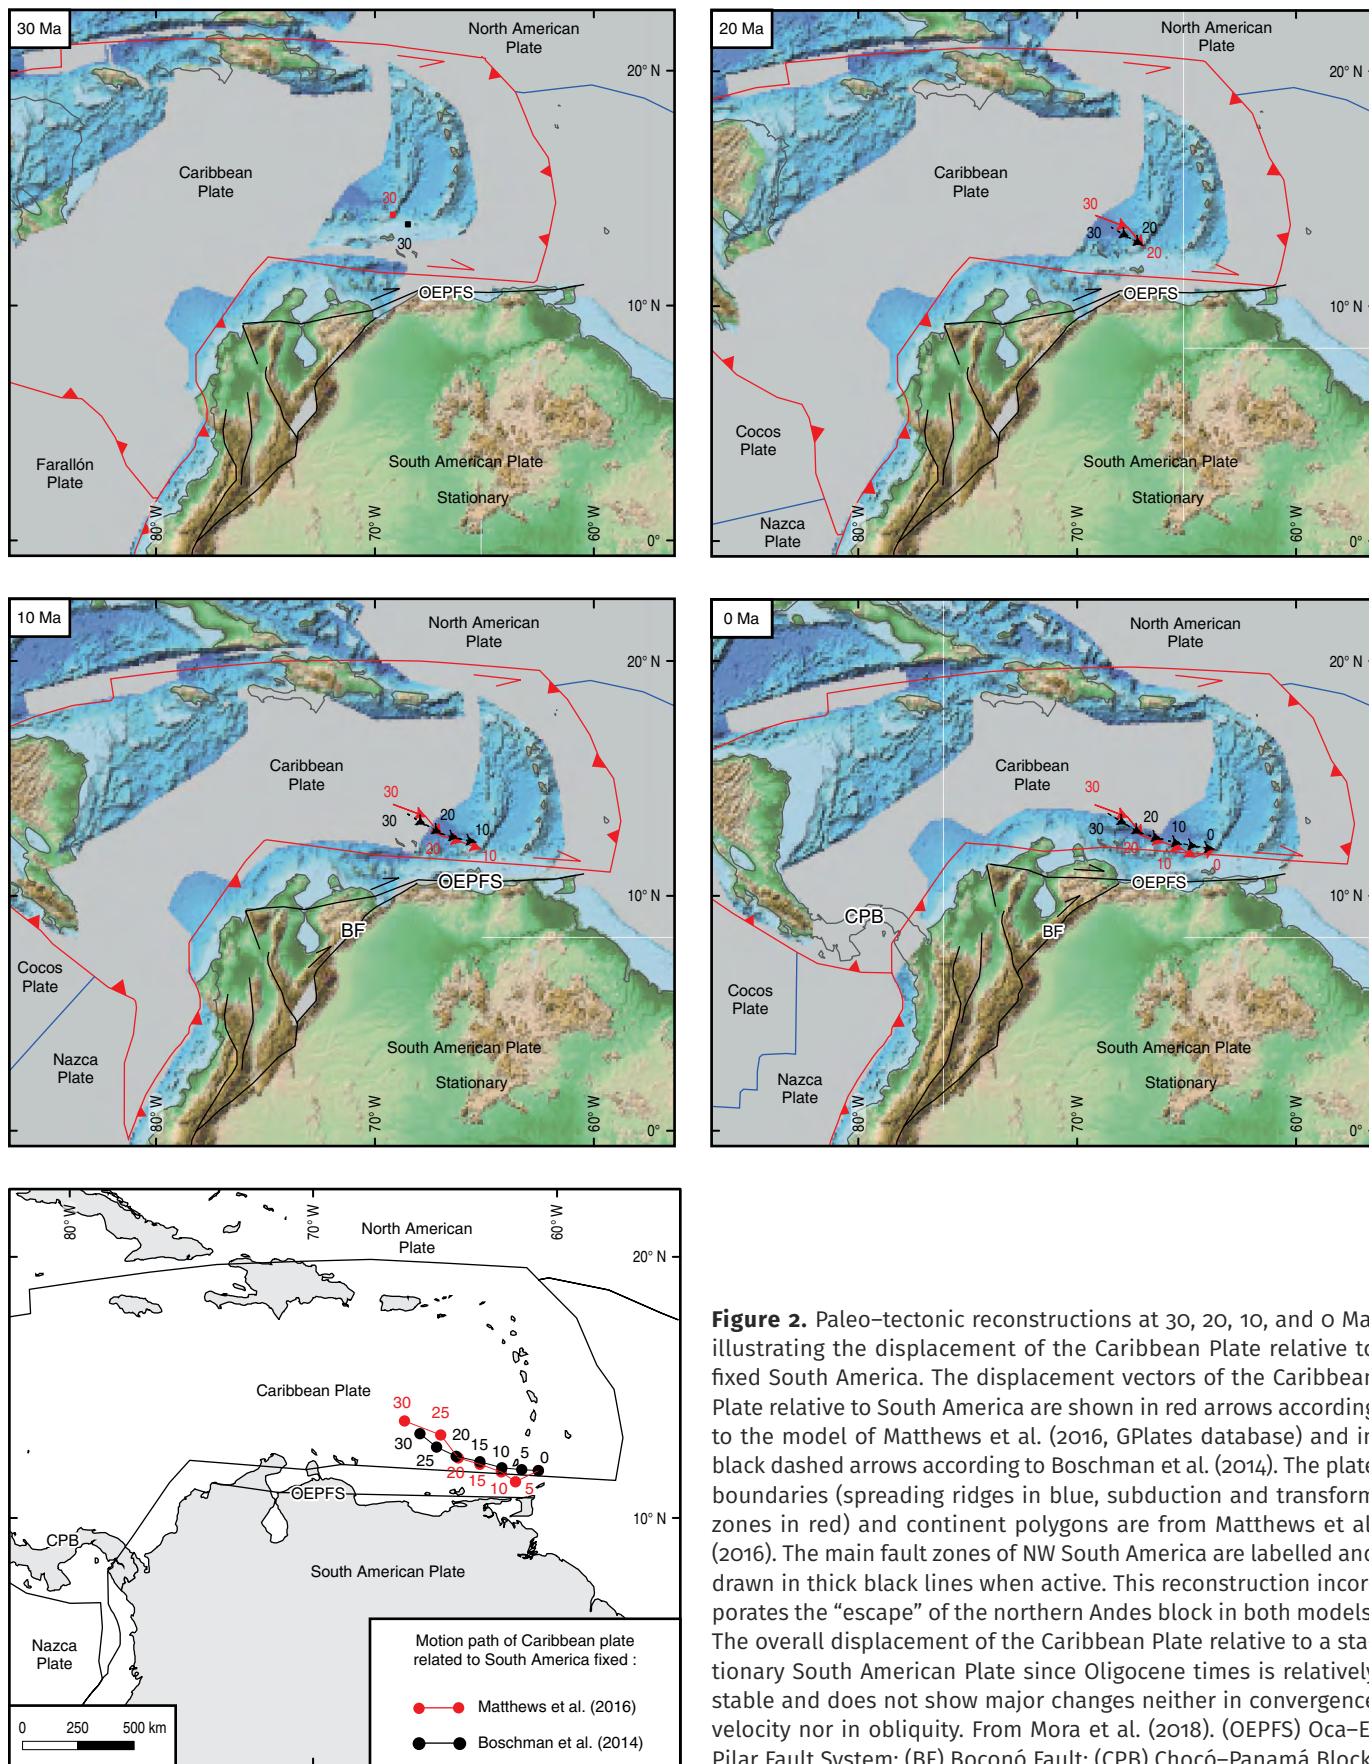 30 Ma
North American
Plate
20° N
Caribbean
Plate
30
30
OEPFS
10° N
Farallón
Plate
South American Plate
Stationary
80° W
70° W
60° W
0°
20 Ma
North American
Plate
20° N
Caribbean
Plate
30
30
20
20
OEPFS
10° N
Cocos
Plate
South American Plate
Stationary
Nazca
Plate
80° W
70° W
60° W
0°
10 Ma
North American
Plate
20° N
Caribbean
Plate
30
30
20
20
10
10
OEPFS
10° N
BF
Cocos
Plate
Nazca
Plate
South American Plate
Stationary
80° W
70° W
60° W
0°
0 Ma
North American
Plate
20° N
Caribbean
Plate
30
30
20
20
10
10
0
0
OEPFS
10° N
CPB
BF
Cocos
Plate
Nazca
Plate
South American Plate
Stationary
80° W
70° W
60° W
0°
80° W
70° W
60° W
North American
Plate
20° N
Caribbean Plate
30
25
20
15
10
5
0
30
25
20
15
10
5
OEPFS
10° N
CPB
South American Plate
Nazca
Plate
Motion path of Caribbean plate
related to South America fixed :
Matthews et al. (2016)
Boschman et al. (2014)
0 250 500 km
Figure 2. Paleo–tectonic reconstructions at 30, 20, 10, and 0 Ma
illustrating the displacement of the Caribbean Plate relative to
fixed South America. The displacement vectors of the Caribbean
Plate relative to South America are shown in red arrows according
to the model of Matthews et al. (2016, GPlates database) and in
black dashed arrows according to Boschman et al. (2014). The plate
boundaries (spreading ridges in blue, subduction and transform
zones in red) and continent polygons are from Matthews et al
(2016). The main fault zones of NW South America are labelled and
drawn in thick black lines when active. This reconstruction incor
porates the “escape” of the northern Andes block in both models
The overall displacement of the Caribbean Plate relative to a sta
tionary South American Plate since Oligocene times is relatively
stable and does not show major changes neither in convergence
velocity nor in obliquity. From Mora et al. (2018). (OEPFS) Oca–E
Pilar Fault System; (BF) Boconó Fault; (CPB) Chocó–Panamá Block